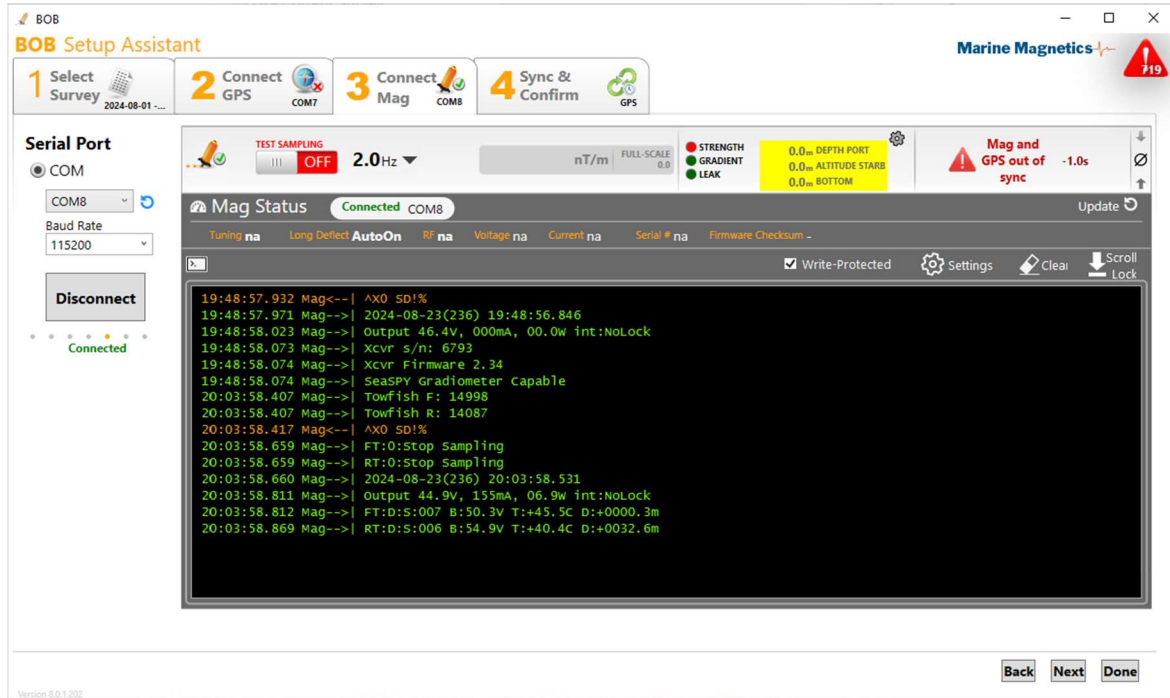 BOB
BOB Setup Assistant
Marine Magnetics
719
1 Select Survey 2024-08-01 -...
2 Connect GPS COM7
3 Connect Mag COM8
4 Sync & Confirm GPS
Serial Port
COM
COM8
Baud Rate
115200
Disconnect
Connected
TEST SAMPLING
OFF
2.0Hz
nT/m
FULL-SCALE
0.0
STRENGTH
GRADIENT
LEAK
0.0m DEPTH PORT
0.0m ALTITUDE STARB
0.0m BOTTOM
Mag and
GPS out of
sync
-1.0s
Mag Status Connected COM8 Update
Tuning na Long Deflect AutoOn RF na Voltage na Current na Serial # na Firmware Checksum -
Write-Protected Settings Clear Scroll Lock
19:48:57.932 Mag<--| ^X0 SD!%
19:48:57.971 Mag-->| 2024-08-23(236) 19:48:56.846
19:48:58.023 Mag-->| Output 46.4V, 000mA, 00.0W int:NoLock
19:48:58.073 Mag-->| Xcvr s/n: 6793
19:48:58.074 Mag-->| Xcvr Firmware 2.34
19:48:58.074 Mag-->| SeaSPY Gradiometer Capable
20:03:58.407 Mag-->| Towfish F: 14998
20:03:58.407 Mag-->| Towfish R: 14087
20:03:58.417 Mag<--| ^X0 SD!%
20:03:58.659 Mag-->| FT:0:Stop Sampling
20:03:58.659 Mag-->| RT:0:Stop Sampling
20:03:58.660 Mag-->| 2024-08-23(236) 20:03:58.531
20:03:58.811 Mag-->| Output 44.9V, 155mA, 06.9W int:NoLock
20:03:58.812 Mag-->| FT:D:S:007 B:50.3V T:+45.5C D:+0000.3m
20:03:58.869 Mag-->| RT:D:S:006 B:54.9V T:+40.4C D:+0032.6m
Back Next Done
Version 8.0.1.202